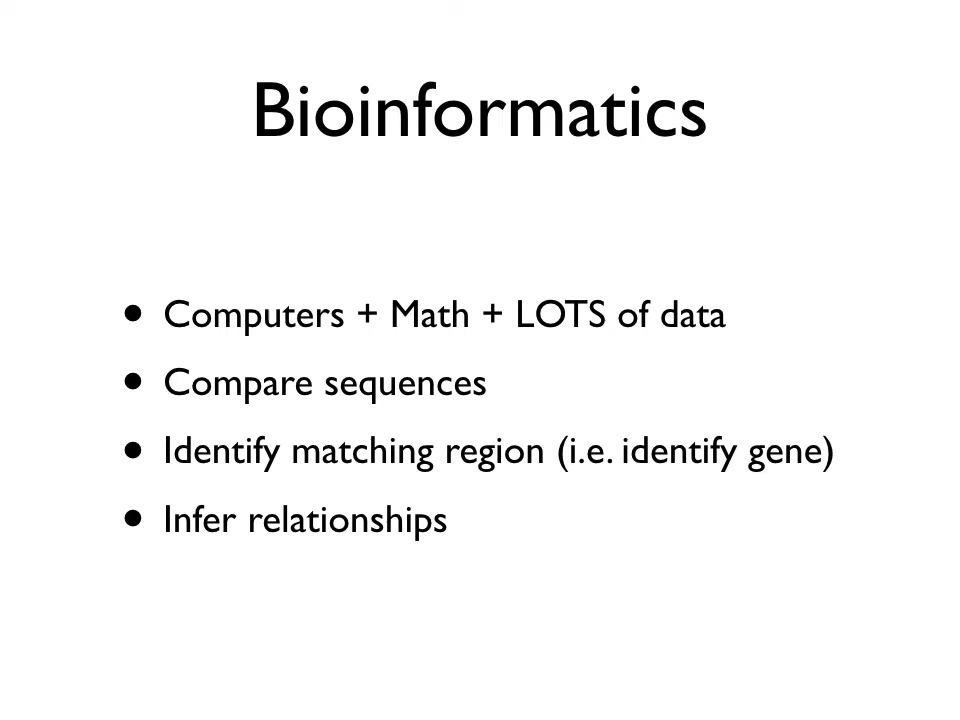 Bioinformatics
• Computers + Math + LOTS of data
• Compare sequences
• Identify matching region (i.e. identify gene)
• Infer relationships